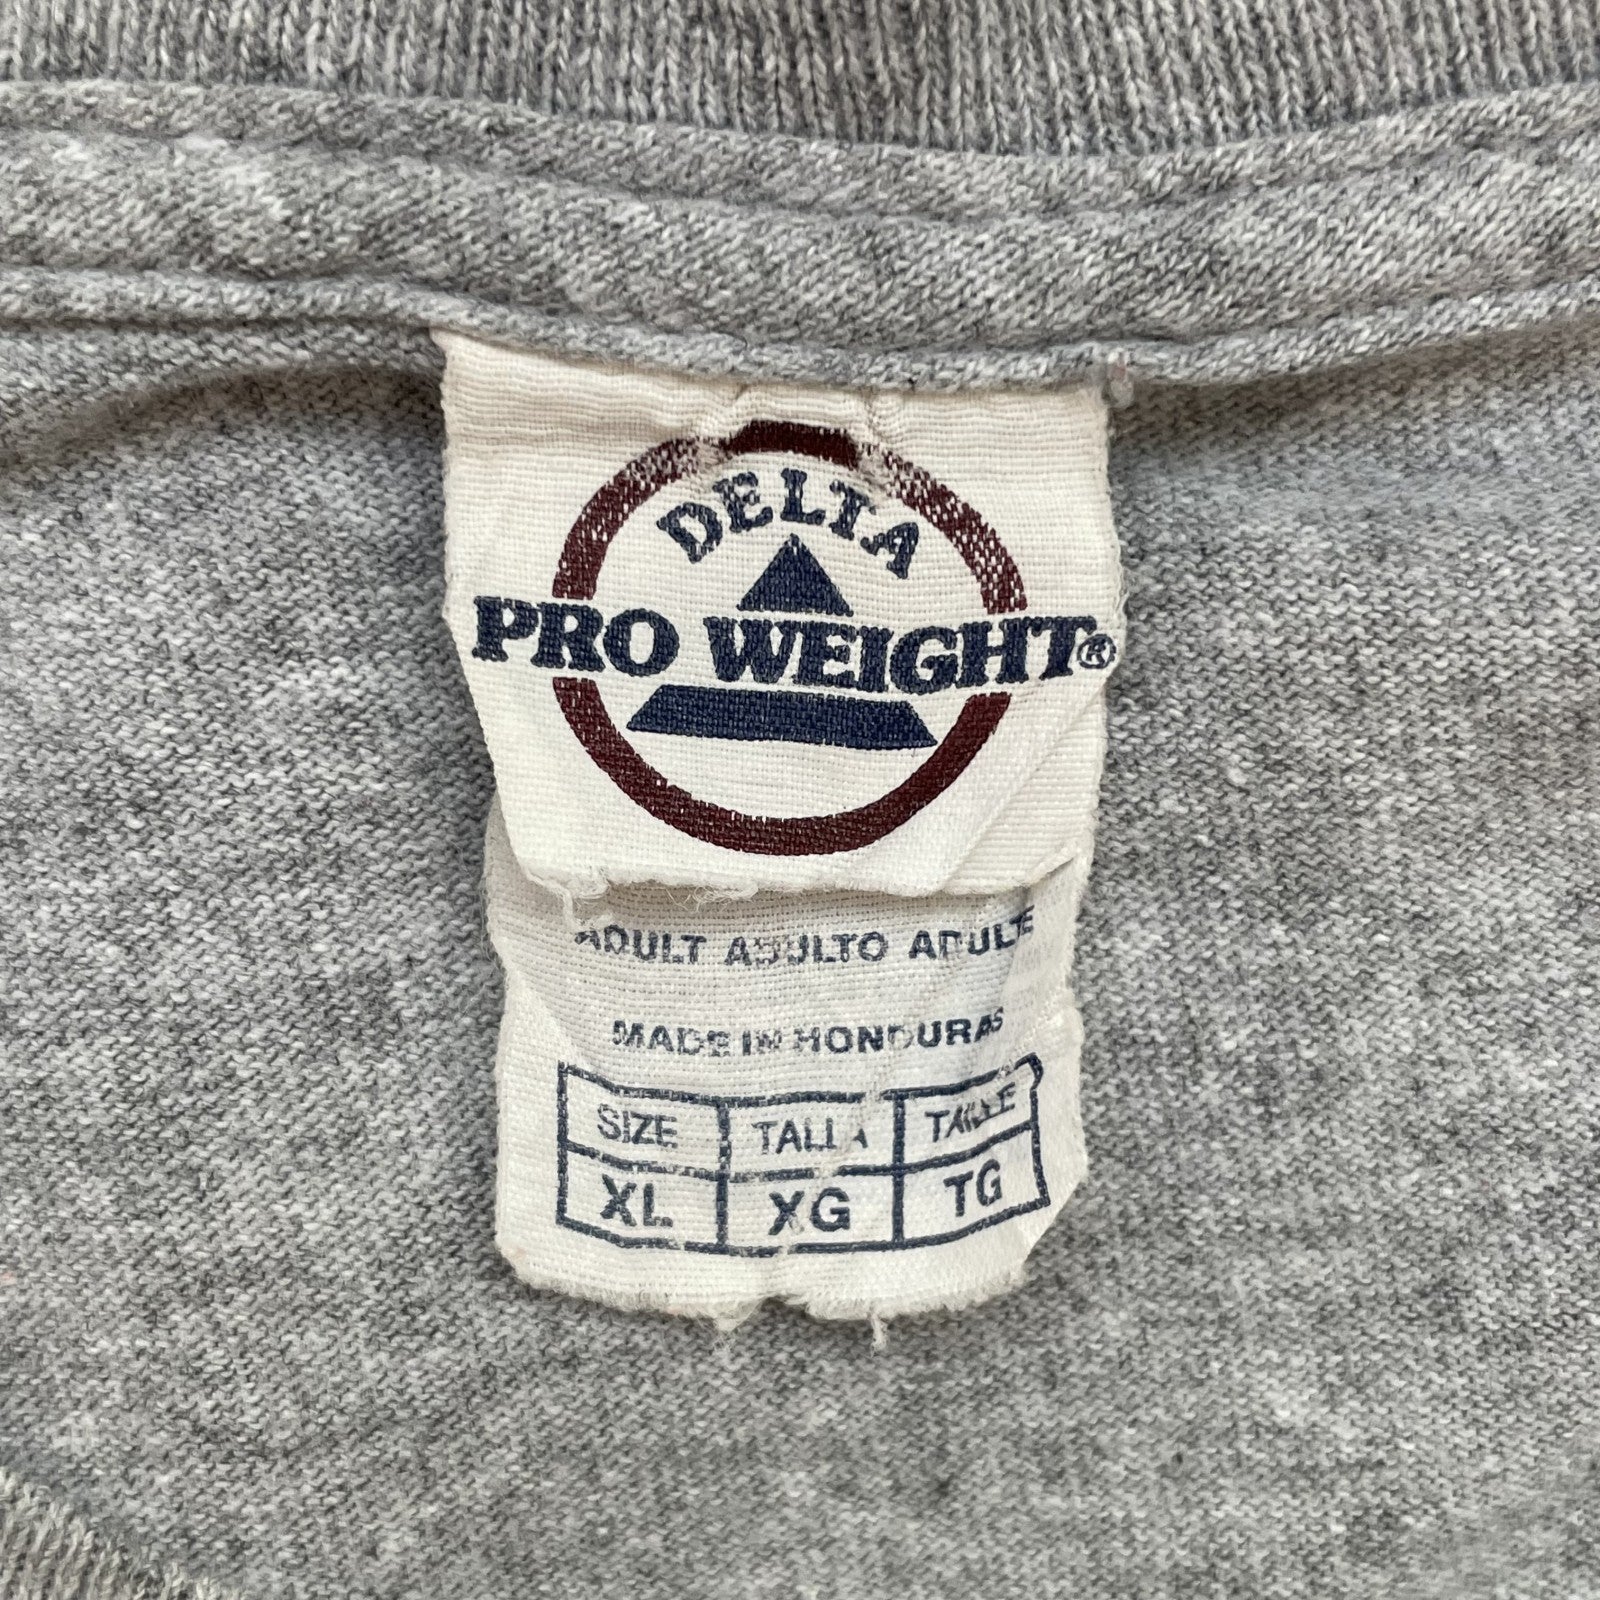 DELTA
PRO WEIGHT®
ADULT ADULTO ADULTE
MADE IN HONDURAS
SIZE TALLA TAILLE
XL XG TG